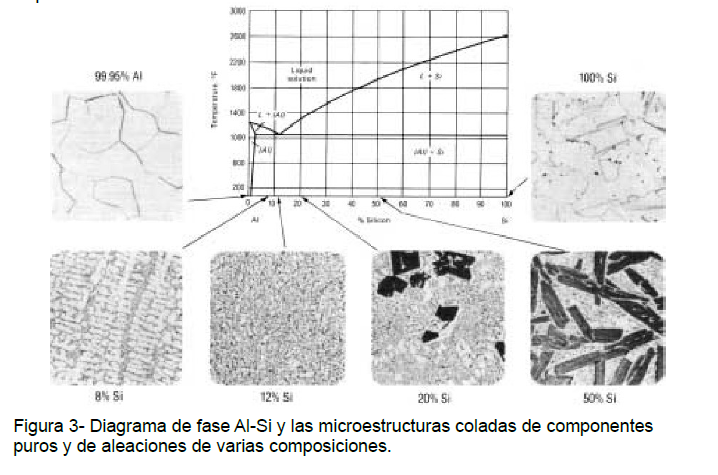 3000
2600
2200
1800
1400
1000
600
200
Temperature °F
Liquid
solution
L + Si
L + (Al)
(Al)
(Al) + Si
0 10 20 30 40 50 60 70 80 90 100
Al % Silicon Si
99.95% Al
100% Si
8% Si
12% Si
20% Si
50% Si
Figura 3- Diagrama de fase Al-Si y las microestructuras coladas de componentes
puros y de aleaciones de varias composiciones.